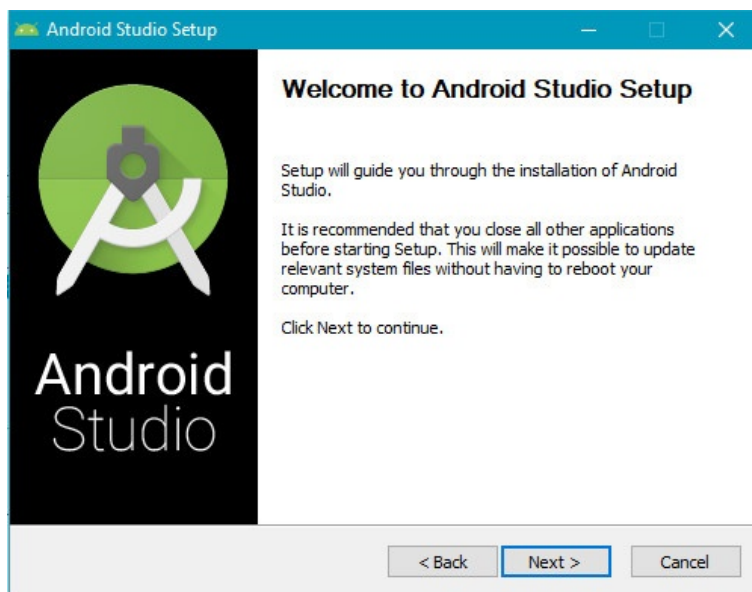 Android Studio Setup
Welcome to Android Studio Setup
Setup will guide you through the installation of Android
Studio.
It is recommended that you close all other applications
before starting Setup. This will make it possible to update
relevant system files without having to reboot your
computer.
Click Next to continue.
Android
Studio
< Back
Next >
Cancel